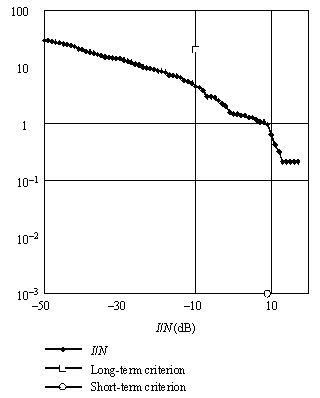 100
10
1
10⁻¹
10⁻²
10⁻³
–50 –30 –10 10
I/N (dB)
I/N
Long-term criterion
Short-term criterion